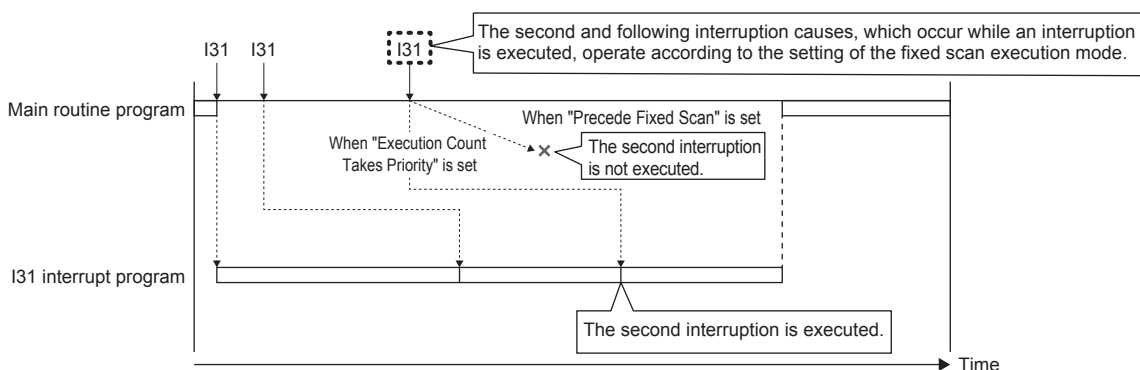 The second and following interruption causes, which occur while an interruption
is executed, operate according to the setting of the fixed scan execution mode.
I31
I31
I31
Main routine program
When "Precede Fixed Scan" is set
When "Execution Count
Takes Priority" is set
The second interruption
is not executed.
I31 interrupt program
The second interruption is executed.
Time